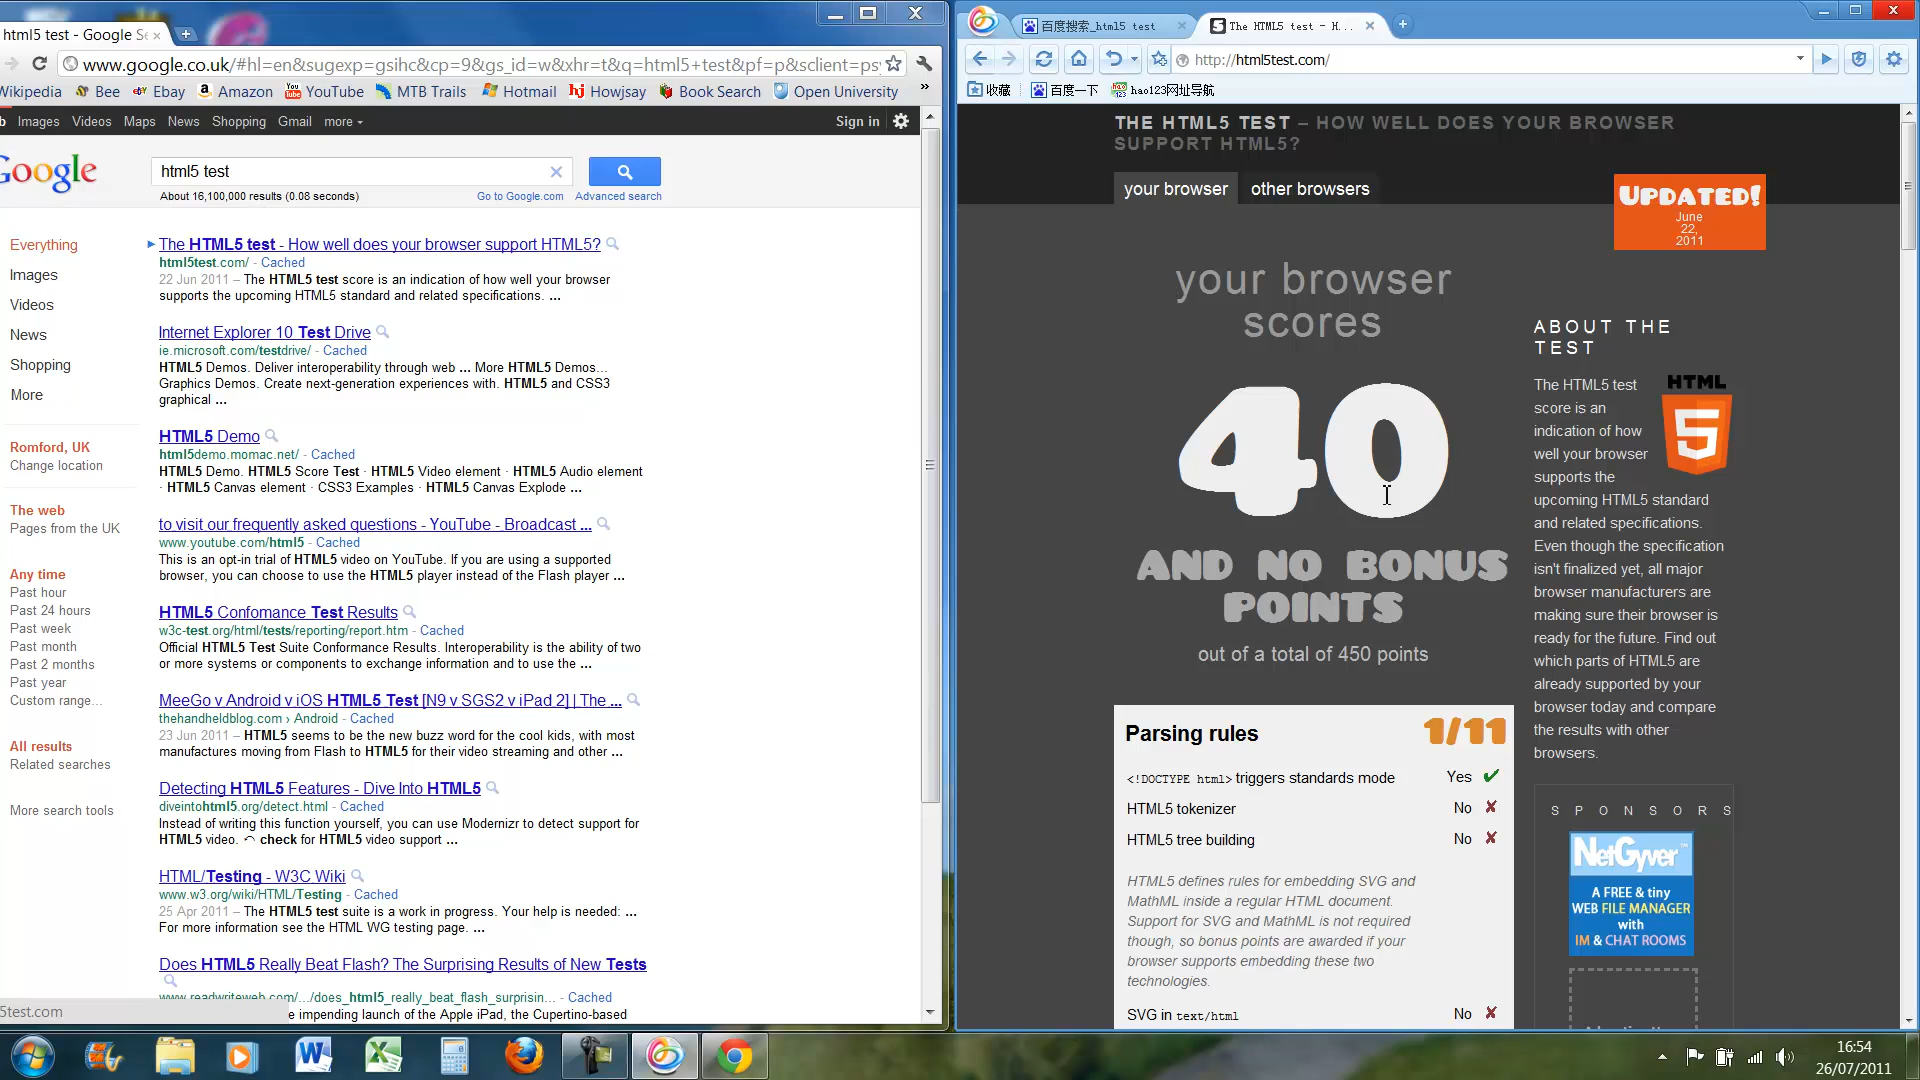 html5 test - Google Se
www.google.co.uk/#hl=en&sugexp=gsihc&cp=9&gs_id=w&xhr=t&q=html5+test&pf=p&sclient=psy
Wikipedia Bee Ebay Amazon YouTube MTB Trails Hotmail Howjsay Book Search Open University »
b Images Videos Maps News Shopping Gmail more Sign in
Google
html5 test
About 16,100,000 results (0.08 seconds) Go to Google.com Advanced search
Everything
Images
Videos
News
Shopping
More
Romford, UK
Change location
The web
Pages from the UK
Any time
Past hour
Past 24 hours
Past week
Past month
Past 2 months
Past year
Custom range...
All results
Related searches
More search tools
The HTML5 test - How well does your browser support HTML5?
html5test.com/ - Cached
22 Jun 2011 – The HTML5 test score is an indication of how well your browser
supports the upcoming HTML5 standard and related specifications. ...
Internet Explorer 10 Test Drive
ie.microsoft.com/testdrive/ - Cached
HTML5 Demos. Deliver interoperability through web ... More HTML5 Demos...
Graphics Demos. Create next-generation experiences with. HTML5 and CSS3
graphical ...
HTML5 Demo
html5demo.momac.net/ - Cached
HTML5 Demo. HTML5 Score Test · HTML5 Video element · HTML5 Audio element
· HTML5 Canvas element · CSS3 Examples · HTML5 Canvas Explode ...
to visit our frequently asked questions - YouTube - Broadcast ...
www.youtube.com/html5 - Cached
This is an opt-in trial of HTML5 video on YouTube. If you are using a supported
browser, you can choose to use the HTML5 player instead of the Flash player ...
HTML5 Confomance Test Results
w3c-test.org/html/tests/reporting/report.htm - Cached
Official HTML5 Test Suite Conformance Results. Interoperability is the ability of two
or more systems or components to exchange information and to use the ...
MeeGo v Android v iOS HTML5 Test [N9 v SGS2 v iPad 2] | The ...
thehandheldblog.com › Android - Cached
23 Jun 2011 – HTML5 seems to be the new buzz word for the cool kids, with most
manufactures moving from Flash to HTML5 for their video streaming and other ...
Detecting HTML5 Features - Dive Into HTML5
diveintohtml5.org/detect.html - Cached
Instead of writing this function yourself, you can use Modernizr to detect support for
HTML5 video. ↶ check for HTML5 video support ...
HTML/Testing - W3C Wiki
www.w3.org/wiki/HTML/Testing - Cached
25 Apr 2011 – The HTML5 test suite is a work in progress. Your help is needed: ...
For more information see the HTML WG testing page. ...
Does HTML5 Really Beat Flash? The Surprising Results of New Tests
www.readwriteweb.com/.../does_html5_really_beat_flash_surprisin... - Cached
e impending launch of the Apple iPad, the Cupertino-based
5test.com
百度搜索_html5 test The HTML5 test - H...
http://html5test.com/
收藏 百度一下 hao123网址导航
THE HTML5 TEST – HOW WELL DOES YOUR BROWSER
SUPPORT HTML5?
your browser other browsers
UPDATED!
June
22,
2011
your browser
scores
40
AND NO BONUS
POINTS
out of a total of 450 points
Parsing rules 1/11
<!DOCTYPE html> triggers standards mode Yes ✔
HTML5 tokenizer No ✘
HTML5 tree building No ✘
HTML5 defines rules for embedding SVG and
MathML inside a regular HTML document.
Support for SVG and MathML is not required
though, so bonus points are awarded if your
browser supports embedding these two
technologies.
SVG in text/html No ✘
ABOUT THE
TEST
HTML
5
The HTML5 test
score is an
indication of how
well your browser
supports the
upcoming HTML5 standard
and related specifications.
Even though the specification
isn't finalized yet, all major
browser manufacturers are
making sure their browser is
ready for the future. Find out
which parts of HTML5 are
already supported by your
browser today and compare
the results with other
browsers.
SPONSORS
NetGyver™
A FREE & tiny
WEB FILE MANAGER
with
IM & CHAT ROOMS
16:54
26/07/2011